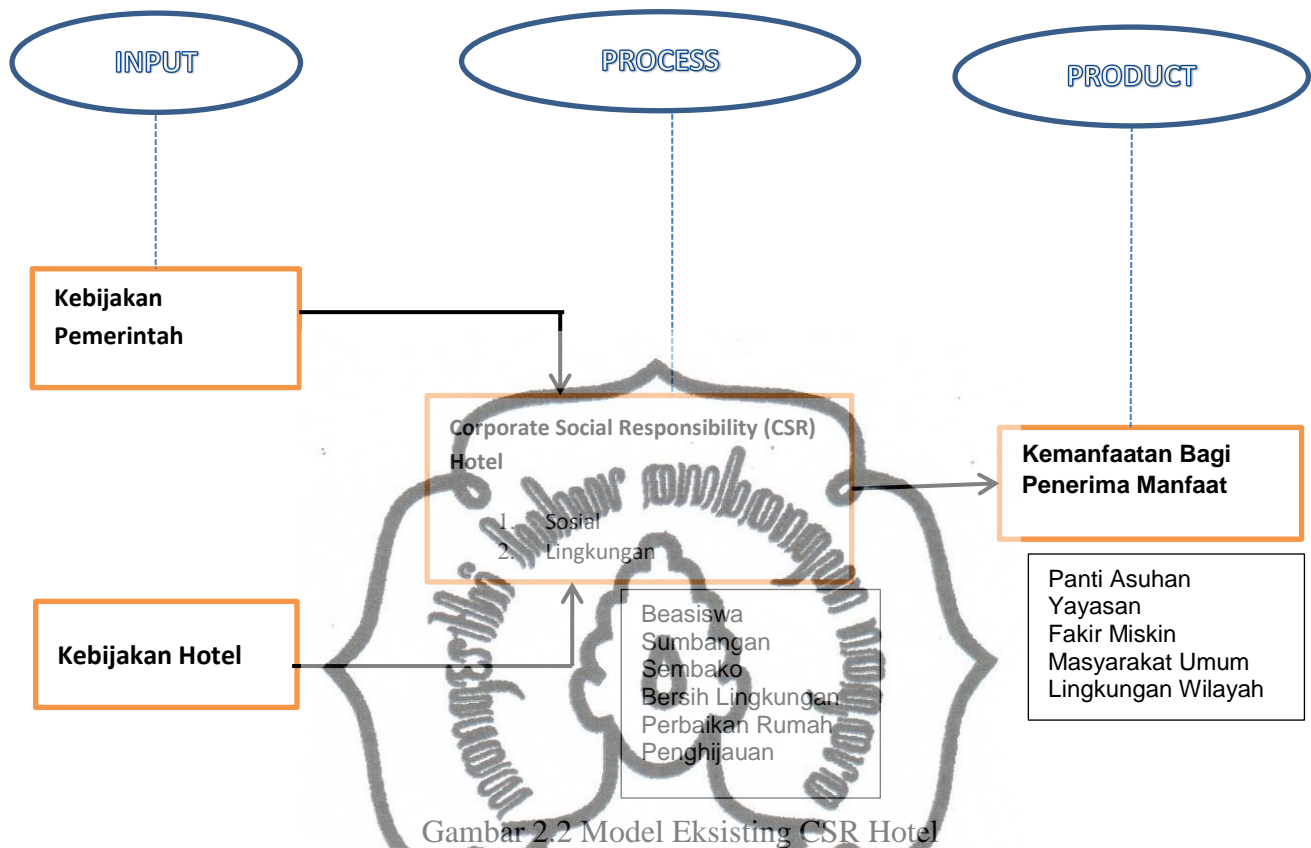 INPUT
PROCESS
PRODUCT
Kebijakan
Pemerintah
Corporate Social Responsibility (CSR)
Hotel
1. Sosial
2. Lingkungan
Kemanfaatan Bagi
Penerima Manfaat
Kebijakan Hotel
Beasiswa
Sumbangan
Sembako
Bersih Lingkungan
Perbaikan Rumah
Penghijauan
Panti Asuhan
Yayasan
Fakir Miskin
Masyarakat Umum
Lingkungan Wilayah
Gambar 2.2 Model Eksisting CSR Hotel